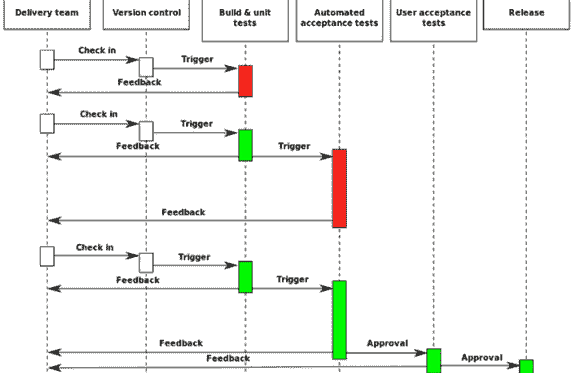 Delivery team
Version control
Build & unit
tests
Automated
acceptance tests
User acceptance
tests
Release
Check in
Trigger
Feedback
Check in
Trigger
Feedback
Trigger
Feedback
Check in
Trigger
Feedback
Trigger
Feedback
Approval
Feedback
Approval